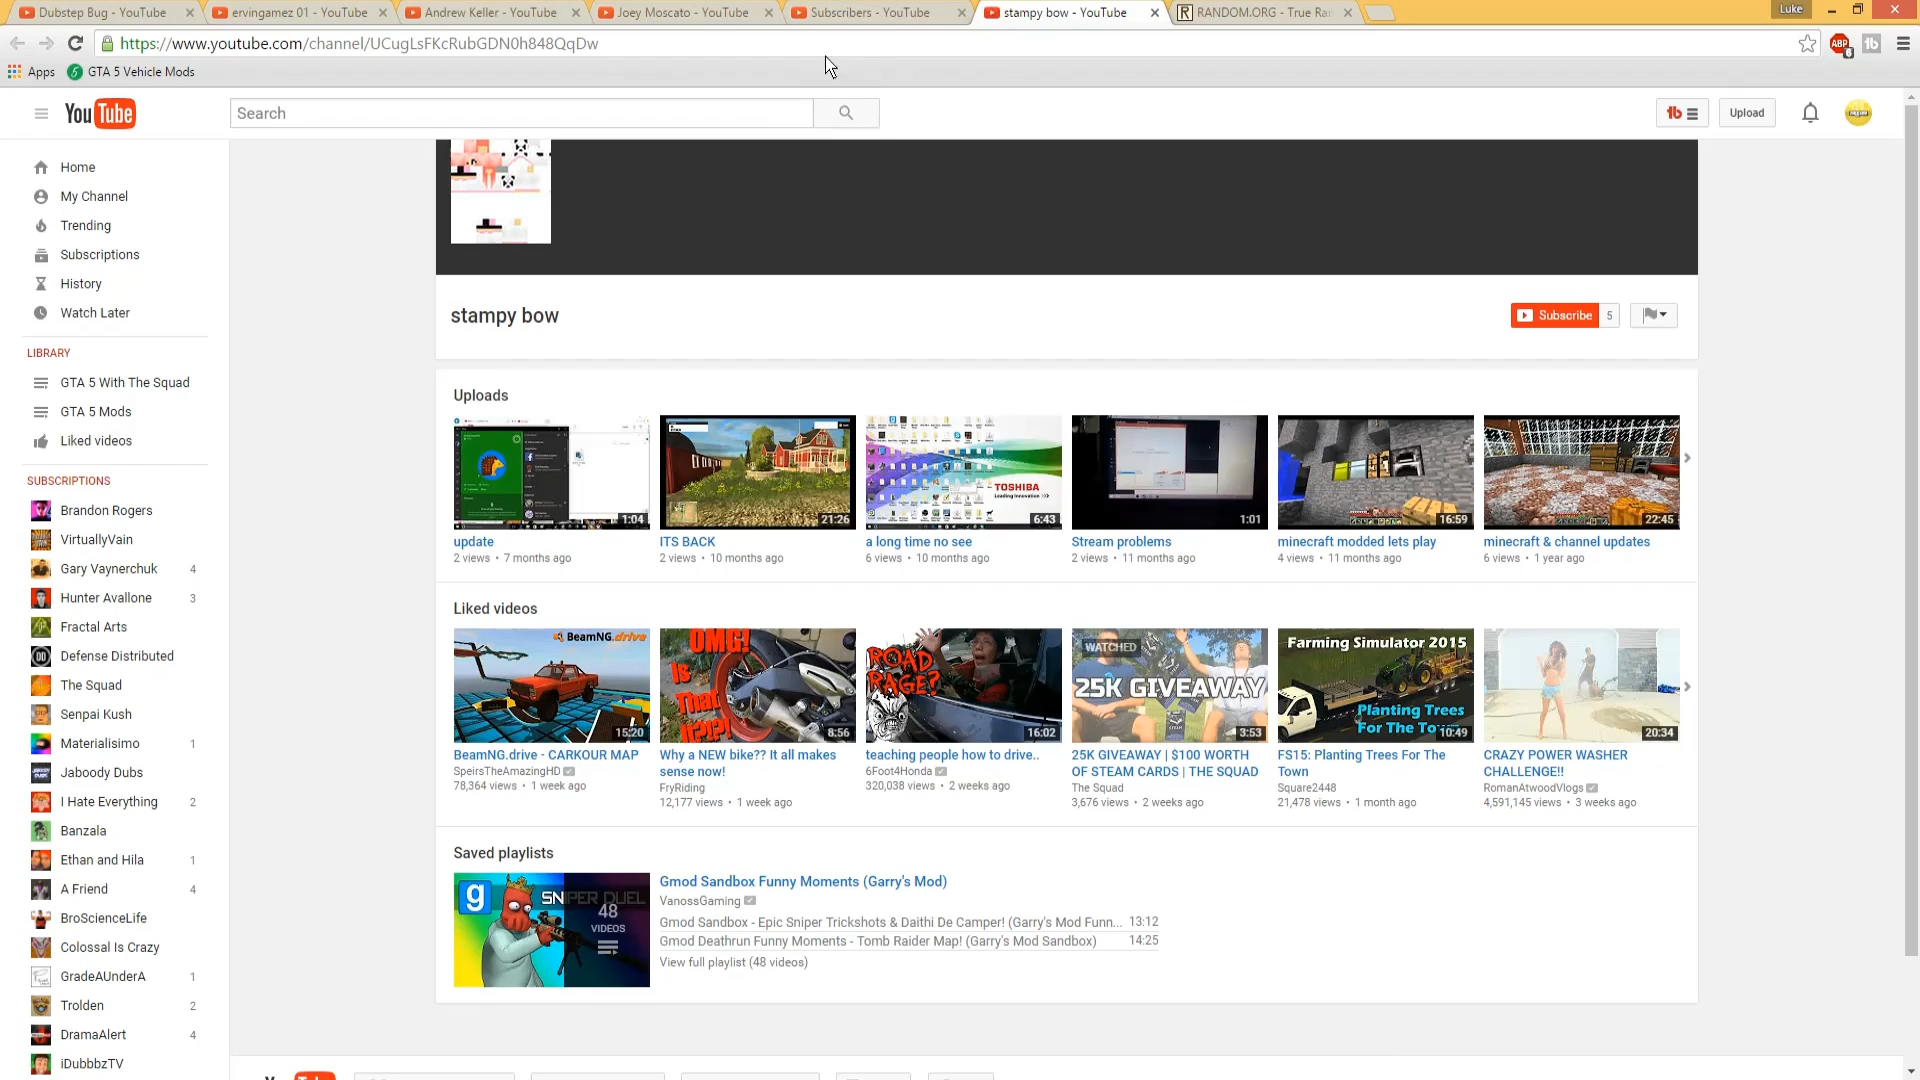 Dubstep Bug - YouTube
ervingamez 01 - YouTube
Andrew Keller - YouTube
Joey Moscato - YouTube
Subscribers - YouTube
stampy bow - YouTube
RANDOM.ORG - True Ra
Luke
https://www.youtube.com/channel/UCugLsFKcRubGDN0h848QqDw
ABP
Apps
GTA 5 Vehicle Mods
YouTube
Search
Upload
Home
My Channel
Trending
Subscriptions
History
Watch Later
LIBRARY
GTA 5 With The Squad
GTA 5 Mods
Liked videos
SUBSCRIPTIONS
Brandon Rogers
VirtuallyVain
Gary Vaynerchuk 4
Hunter Avallone 3
Fractal Arts
Defense Distributed
The Squad
Senpai Kush
Materialisimo 1
Jaboody Dubs
I Hate Everything 2
Banzala
Ethan and Hila 1
A Friend 4
BroScienceLife
Colossal Is Crazy
GradeAUnderA 1
Trolden 2
DramaAlert 4
iDubbbzTV
stampy bow
Subscribe 5
Uploads
1:04
21:26
TOSHIBA
Leading Innovation >>>
6:43
1:01
16:59
22:45
update
2 views • 7 months ago
ITS BACK
2 views • 10 months ago
a long time no see
6 views • 10 months ago
Stream problems
2 views • 11 months ago
minecraft modded lets play
4 views • 11 months ago
minecraft & channel updates
6 views • 1 year ago
Liked videos
BeamNG.drive
15:20
OMG!
Is
That
it?!?!
8:56
ROAD
RAGE?
16:02
WATCHED
25K GIVEAWAY
3:53
Farming Simulator 2015
Planting Trees
For The To
10:49
20:34
BeamNG.drive - CARKOUR MAP
SpeirsTheAmazingHD
78,364 views • 1 week ago
Why a NEW bike?? It all makes
sense now!
FryRiding
12,177 views • 1 week ago
teaching people how to drive..
6Foot4Honda
320,038 views • 2 weeks ago
25K GIVEAWAY | $100 WORTH
OF STEAM CARDS | THE SQUAD
The Squad
3,676 views • 2 weeks ago
FS15: Planting Trees For The
Town
Square2448
21,478 views • 1 month ago
CRAZY POWER WASHER
CHALLENGE!!
RomanAtwoodVlogs
4,591,145 views • 3 weeks ago
Saved playlists
g
SNIPER DUEL
48
VIDEOS
Gmod Sandbox Funny Moments (Garry's Mod)
VanossGaming
Gmod Sandbox - Epic Sniper Trickshots & Daithi De Camper! (Garry's Mod Funn... 13:12
Gmod Deathrun Funny Moments - Tomb Raider Map! (Garry's Mod Sandbox) 14:25
View full playlist (48 videos)